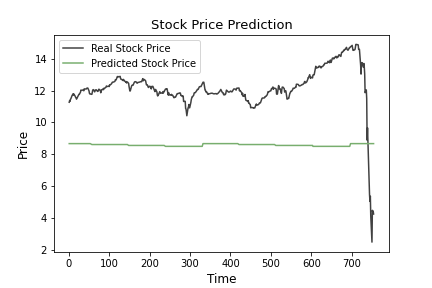 Stock Price Prediction
Real Stock Price
Predicted Stock Price
Price
14
12
10
8
6
4
2
0 100 200 300 400 500 600 700
Time